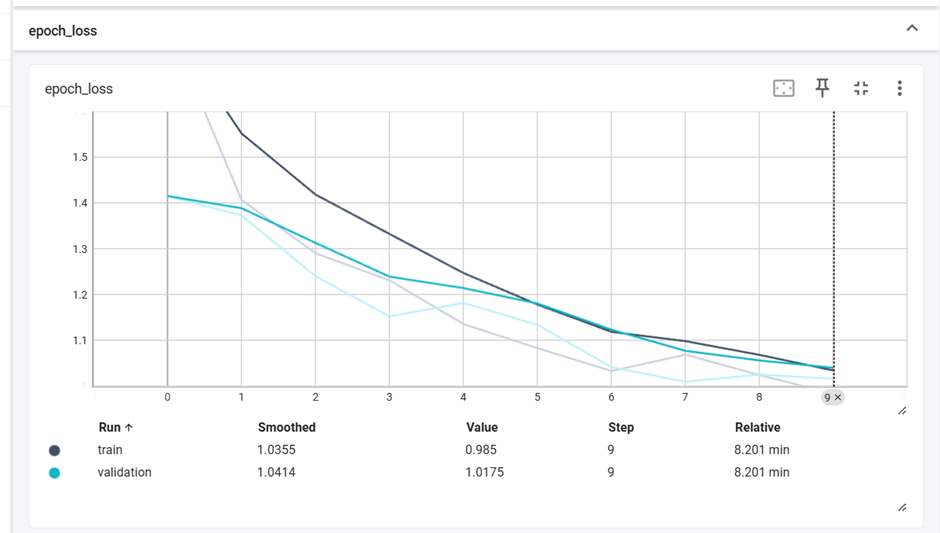 epoch_loss
epoch_loss
1.5
1.4
1.3
1.2
1.1
0 1 2 3 4 5 6 7 8 9 ×
Run ↑ Smoothed Value Step Relative
train 1.0355 0.985 9 8.201 min
validation 1.0414 1.0175 9 8.201 min